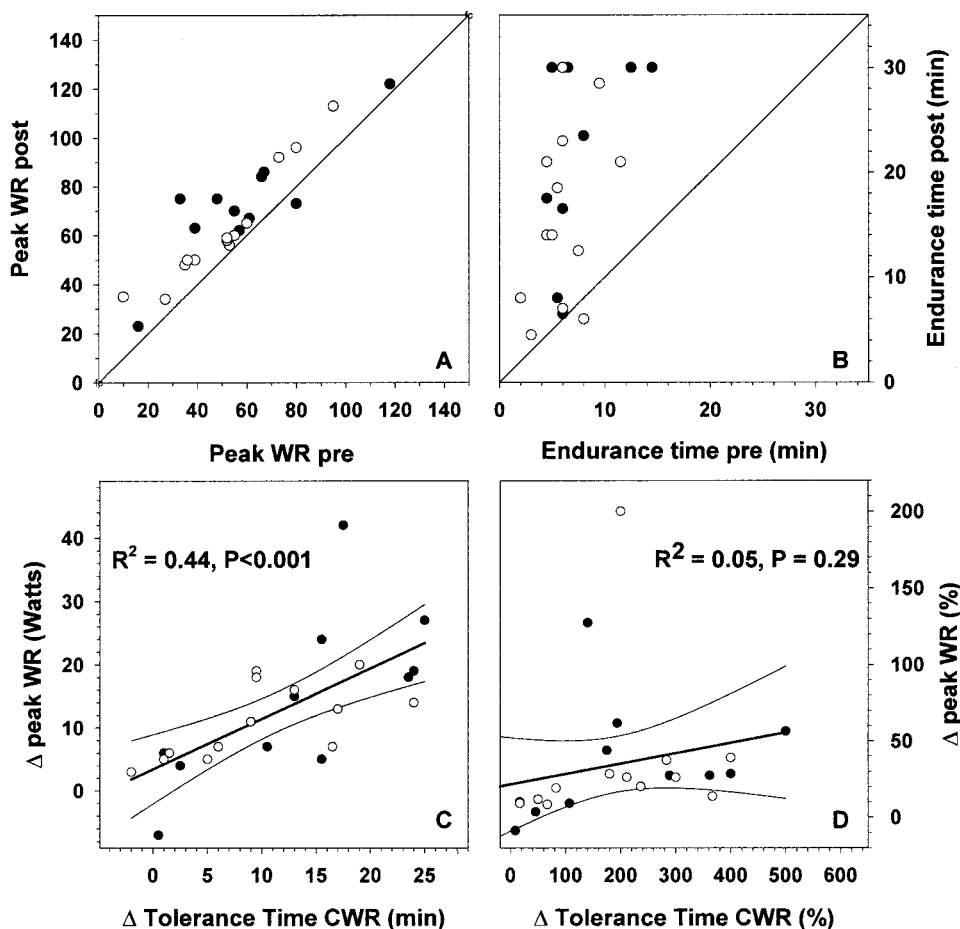 140
120
100
80
60
40
20
0
Peak WR post
A
0 20 40 60 80 100 120 140
Peak WR pre
30
20
10
0
Endurance time post (min)
B
0 10 20 30
Endurance time pre (min)
40
30
20
10
0
Δ peak WR (Watts)
R² = 0.44, P<0.001
C
0 5 10 15 20 25
Δ Tolerance Time CWR (min)
200
150
100
50
0
Δ peak WR (%)
R² = 0.05, P = 0.29
D
0 100 200 300 400 500 600
Δ Tolerance Time CWR (%)